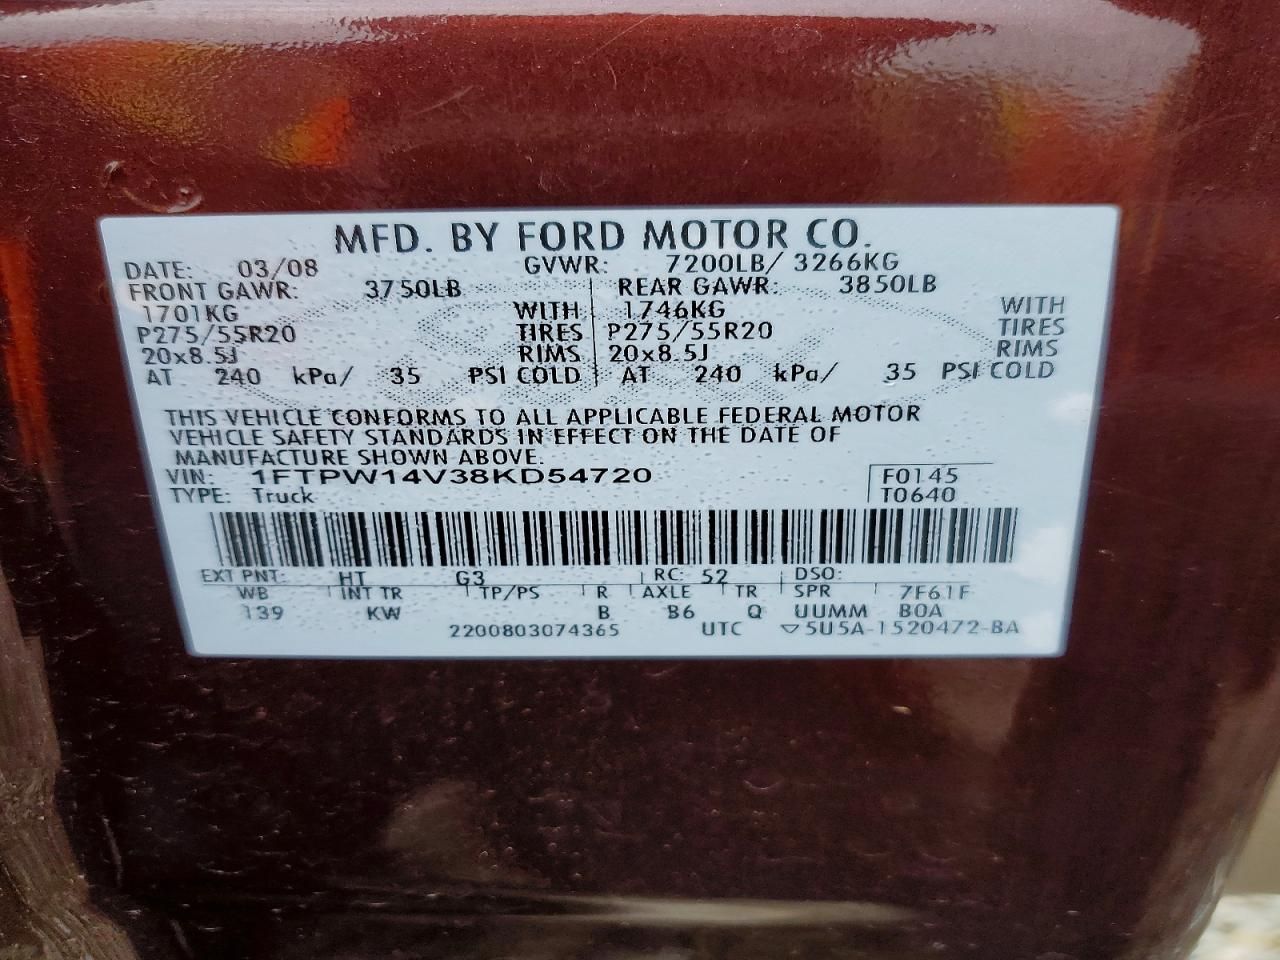 MFD. BY FORD MOTOR CO.
DATE: 03/08 GVWR: 7200LB/ 3266KG
FRONT GAWR: 3750LB REAR GAWR: 3850LB
1701KG WITH 1746KG WITH
P275/55R20 TIRES P275/55R20 TIRES
20x8.5J RIMS 20x8.5J RIMS
AT 240 kPa/ 35 PSI COLD AT 240 kPa/ 35 PSI COLD
THIS VEHICLE CONFORMS TO ALL APPLICABLE FEDERAL MOTOR
VEHICLE SAFETY STANDARDS IN EFFECT ON THE DATE OF
MANUFACTURE SHOWN ABOVE.
VIN: 1FTPW14V38KD54720 F0145
TYPE: Truck T0640
EXT PNT: HT G3 RC: 52 DSO:
WB INT TR TP/PS R AXLE TR SPR 7F61F
139 KW B B6 Q UUMM BOA
2200803074365 UTC ▽5U5A-1520472-BA